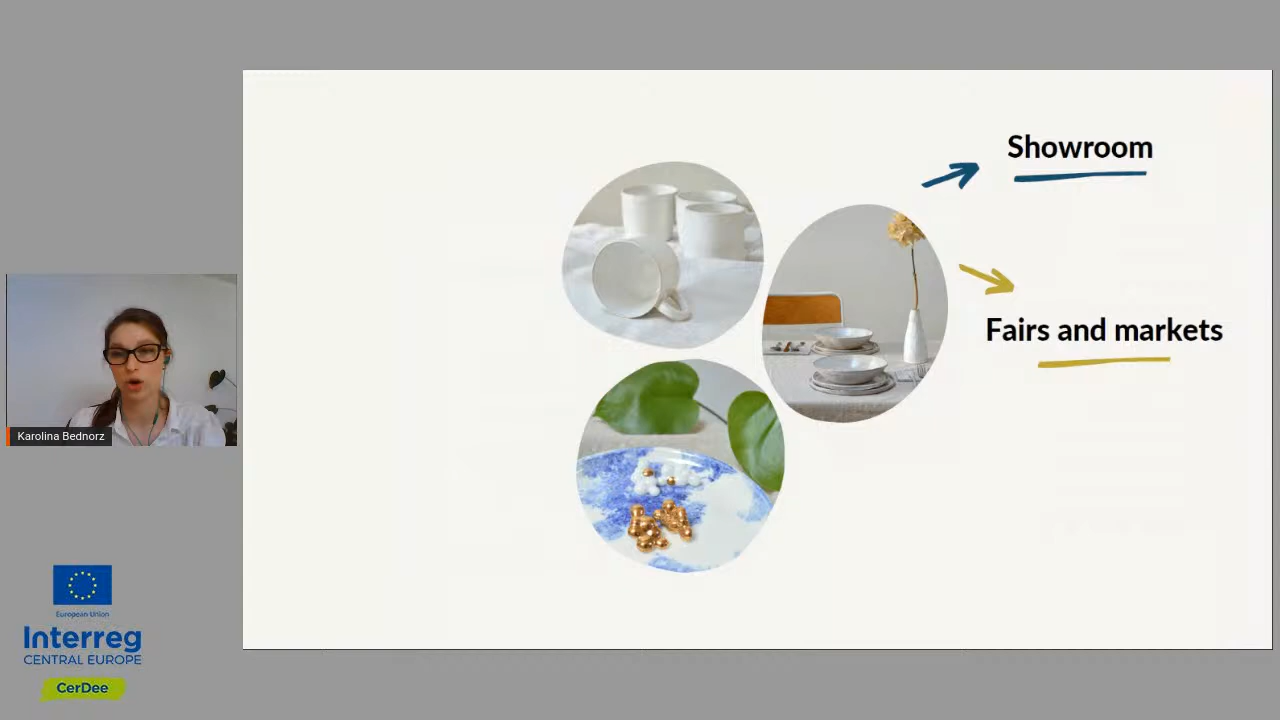 Showroom
Fairs and markets
Karolina Bednorz
European Union
Interreg
CENTRAL EUROPE
CerDee